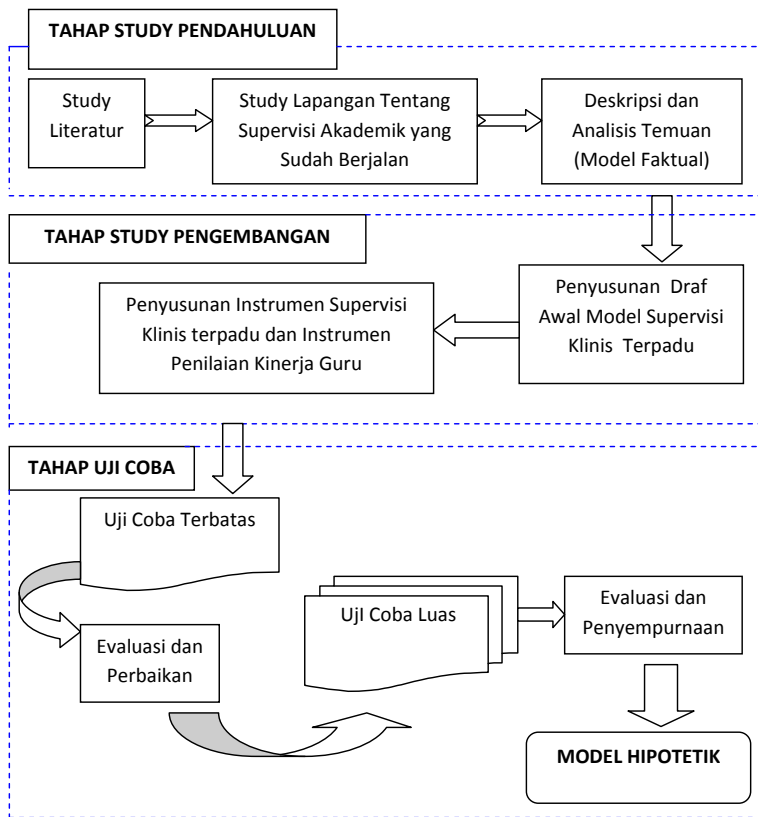 TAHAP STUDY PENDAHULUAN
Study
Literatur
Study Lapangan Tentang
Supervisi Akademik yang
Sudah Berjalan
Deskripsi dan
Analisis Temuan
(Model Faktual)
TAHAP STUDY PENGEMBANGAN
Penyusunan Draf
Awal Model Supervisi
Klinis Terpadu
Penyusunan Instrumen Supervisi
Klinis terpadu dan Instrumen
Penilaian Kinerja Guru
TAHAP UJI COBA
Uji Coba Terbatas
Evaluasi dan
Perbaikan
UjI Coba Luas
Evaluasi dan
Penyempurnaan
MODEL HIPOTETIK